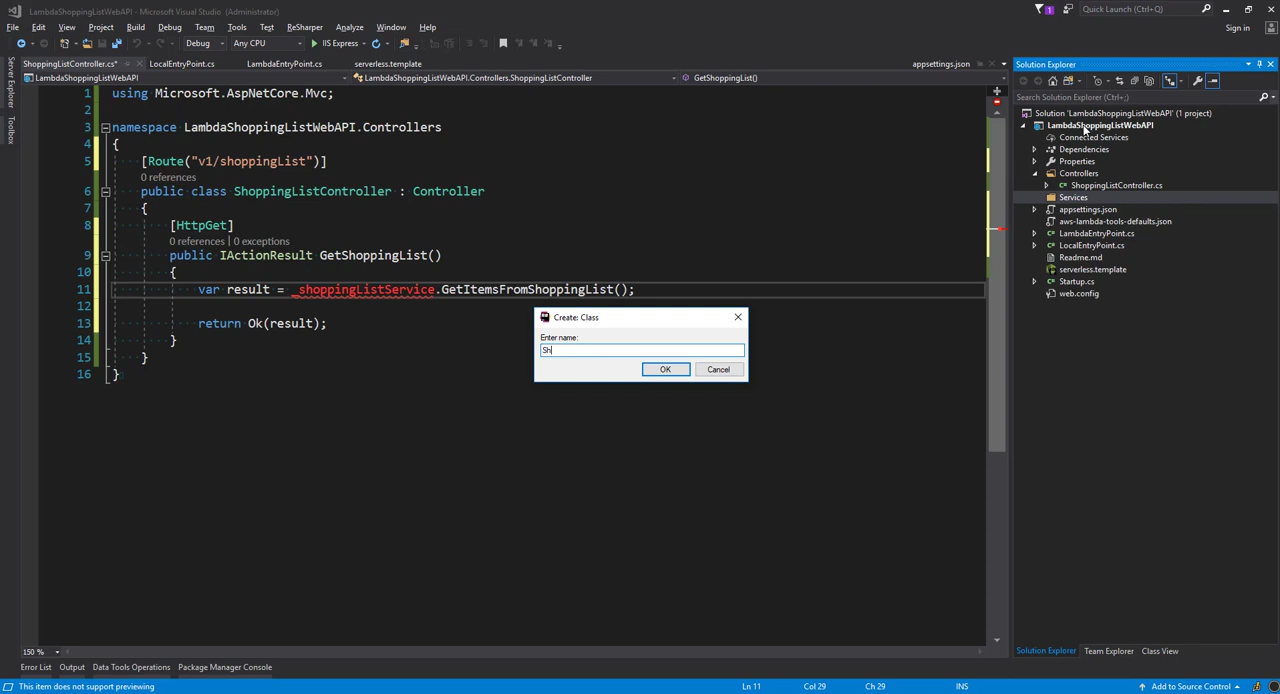 LambdaShoppingListWebAPI - Microsoft Visual Studio (Administrator)
1
Quick Launch (Ctrl+Q)
File Edit View Project Build Debug Team Tools Test ReSharper Analyze Window Help
Sign in
Debug Any CPU IIS Express
Server Explorer
Toolbox
ShoppingListController.cs* LocalEntryPoint.cs LambdaEntryPoint.cs serverless.template appsettings.json
LambdaShoppingListWebAPI LambdaShoppingListWebAPI.Controllers.ShoppingListController GetShoppingList()
1 using Microsoft.AspNetCore.Mvc;
2
3 namespace LambdaShoppingListWebAPI.Controllers
4 {
5 [Route("v1/shoppingList")]
0 references
6 public class ShoppingListController : Controller
7 {
8 [HttpGet]
0 references | 0 exceptions
9 public IActionResult GetShoppingList()
10 {
11 var result = _shoppingListService.GetItemsFromShoppingList();
12
13 return Ok(result);
14 }
15 }
16 }
Create: Class
Enter name:
Sh
OK Cancel
Solution Explorer
Search Solution Explorer (Ctrl+;)
Solution 'LambdaShoppingListWebAPI' (1 project)
LambdaShoppingListWebAPI
Connected Services
Dependencies
Properties
Controllers
ShoppingListController.cs
Services
appsettings.json
aws-lambda-tools-defaults.json
LambdaEntryPoint.cs
LocalEntryPoint.cs
Readme.md
serverless.template
Startup.cs
web.config
150 %
Solution Explorer Team Explorer Class View
Error List Output Data Tools Operations Package Manager Console
This item does not support previewing Ln 11 Col 29 Ch 29 INS Add to Source Control